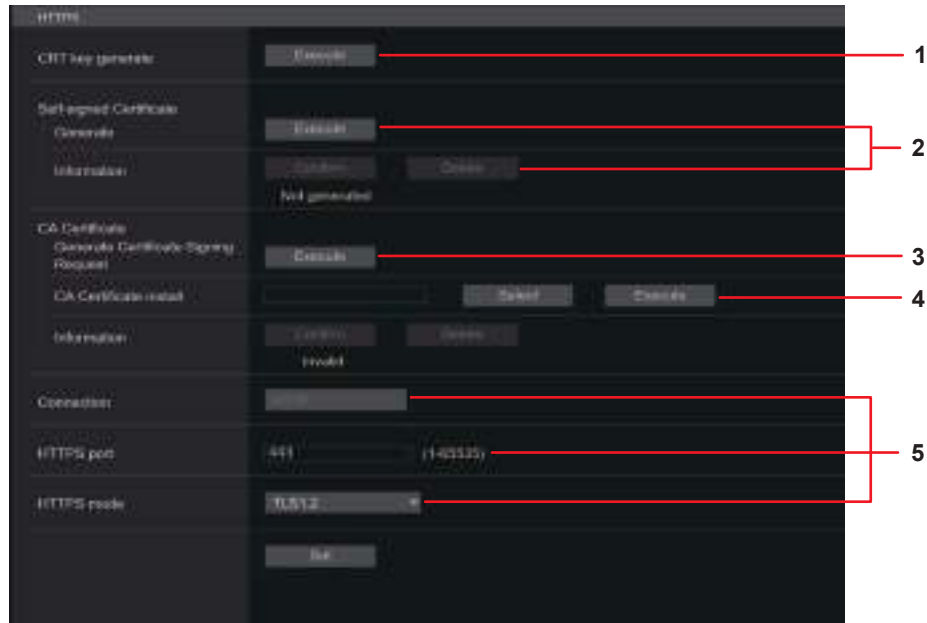 HTTPS
CRT key generate
Execute
1
Self-signed Certificate
Generate
Execute
2
Information
Confirm
Delete
Not generated
CA Certificate
Generate Certificate Signing
Request
Execute
3
CA Certificate install
Select
Execute
4
Information
Confirm
Delete
Invalid
Connection
HTTPS port
443
(1-65535)
5
HTTPS mode
TLS1.2
Set